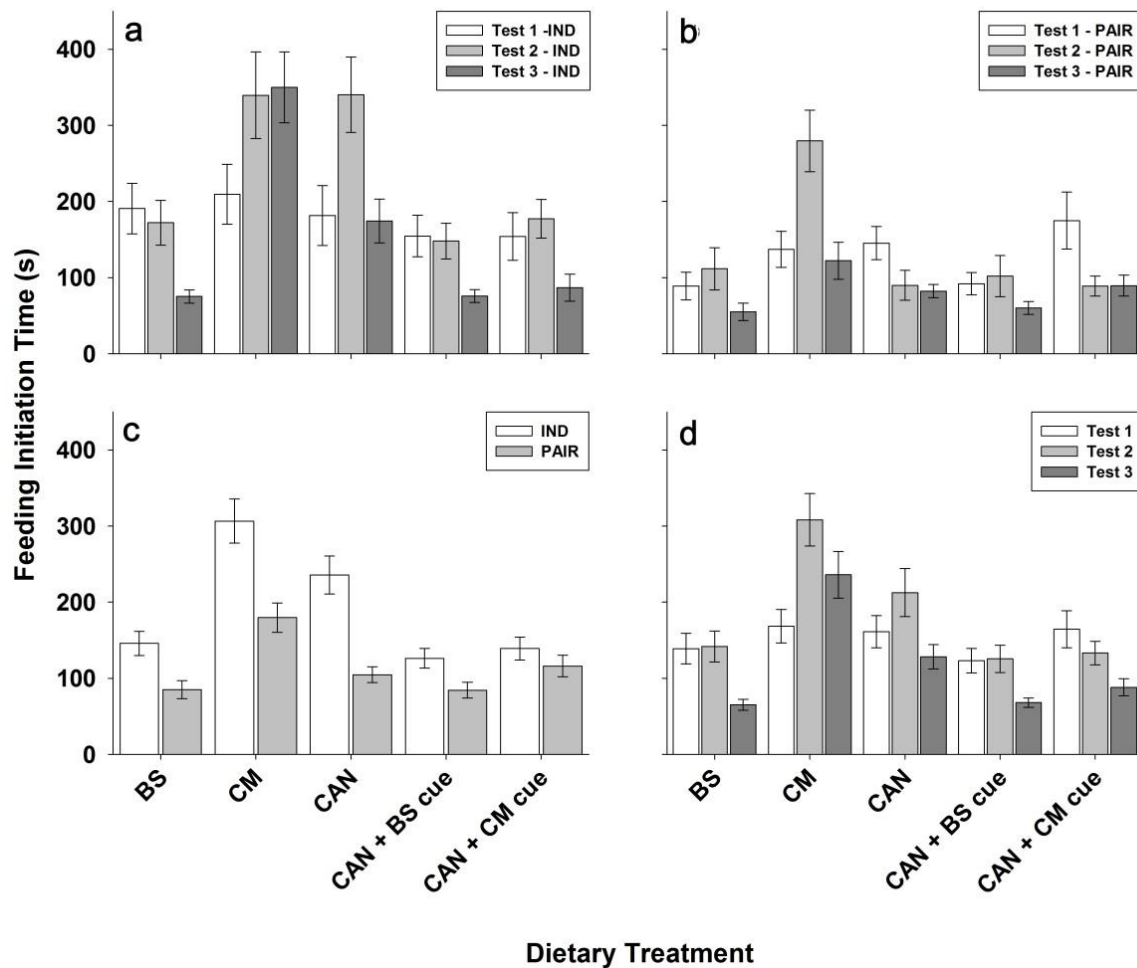 a
Test 1 -IND
Test 2 - IND
Test 3 - IND
400
300
200
100
0
b
Test 1 - PAIR
Test 2 - PAIR
Test 3 - PAIR
Feeding Initiation Time (s)
c
IND
PAIR
400
300
200
100
0
BS
CM
CAN
CAN + BS cue
CAN + CM cue
d
Test 1
Test 2
Test 3
BS
CM
CAN
CAN + BS cue
CAN + CM cue
Dietary Treatment